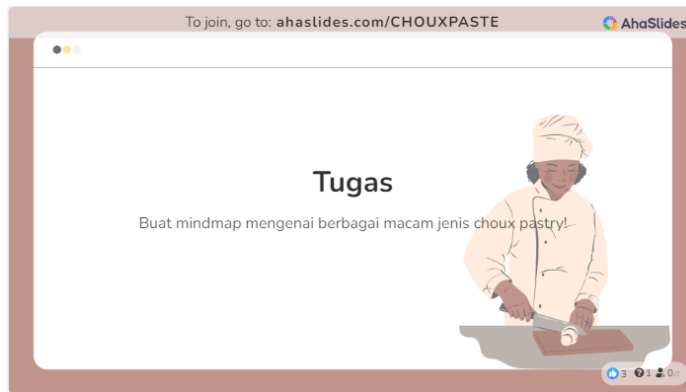 To join, go to: ahaslides.com/CHOUXPASTE
AhaSlides
Tugas
Buat mindmap mengenai berbagai macam jenis choux pastry!
3 1 0/7